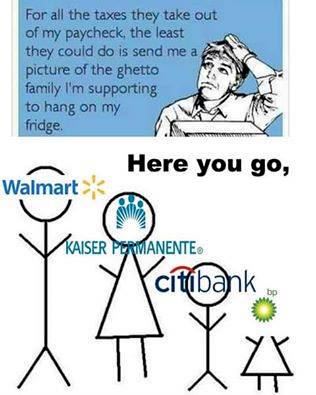 For all the taxes they take out
of my paycheck, the least
they could do is send me a
picture of the ghetto
family I'm supporting
to hang on my
fridge.
Here you go,
Walmart
KAISER PERMANENTE®
citibank
bp